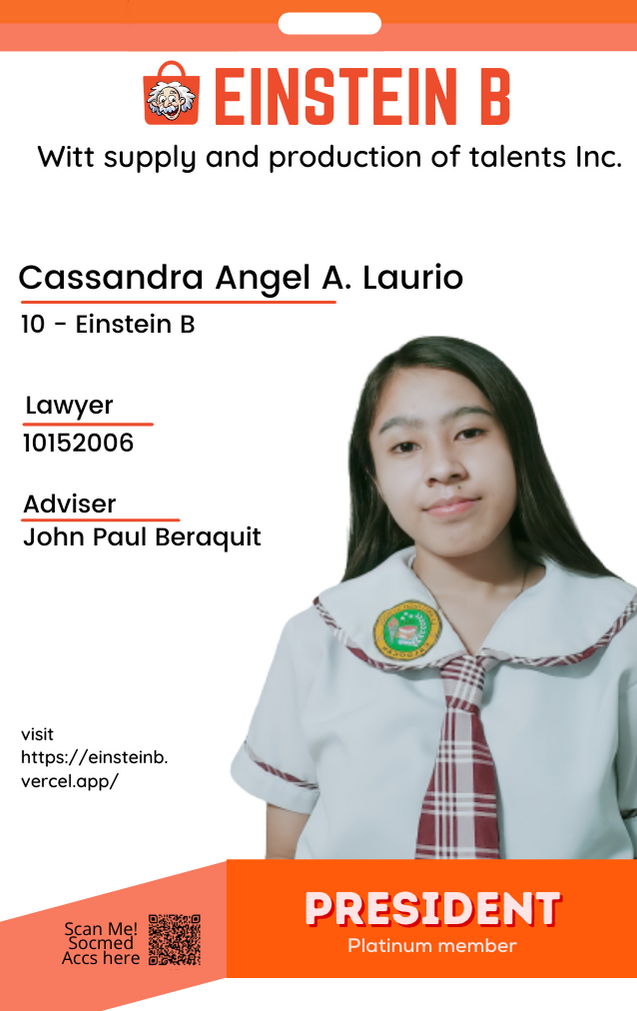 EINSTEIN B
Witt supply and production of talents Inc.
Cassandra Angel A. Laurio
10 - Einstein B
Lawyer
10152006
Adviser
John Paul Beraquit
visit
https://einsteinb.
vercel.app/
Scan Me!
Socmed
Accs here
PRESIDENT
Platinum member